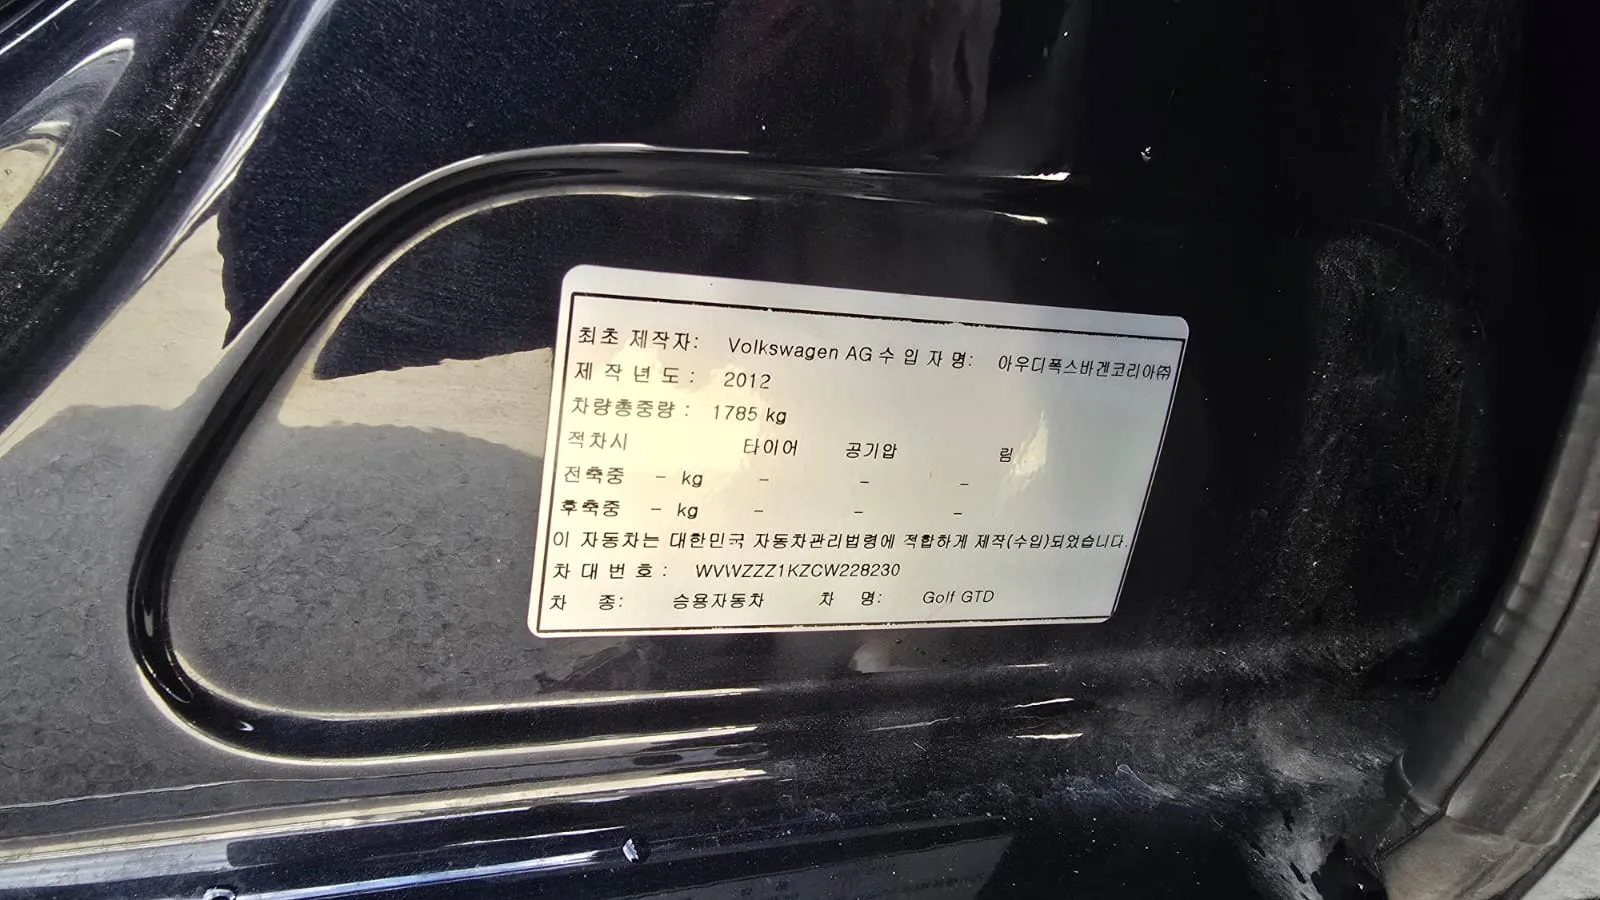 최초 제작자: Volkswagen AG 수 입 자 명: 아우디폭스바겐코리아㈜
제 작 년 도 : 2012
차량총중량 : 1785 kg
적차시 타이어 공기압 림
전축중 - kg - - -
후축중 - kg - - -
이 자동차는 대한민국 자동차관리법령에 적합하게 제작(수입)되었습니다.
차 대 번 호 : WVWZZZ1KZCW228230
차 종: 승용자동차 차 명: Golf GTD